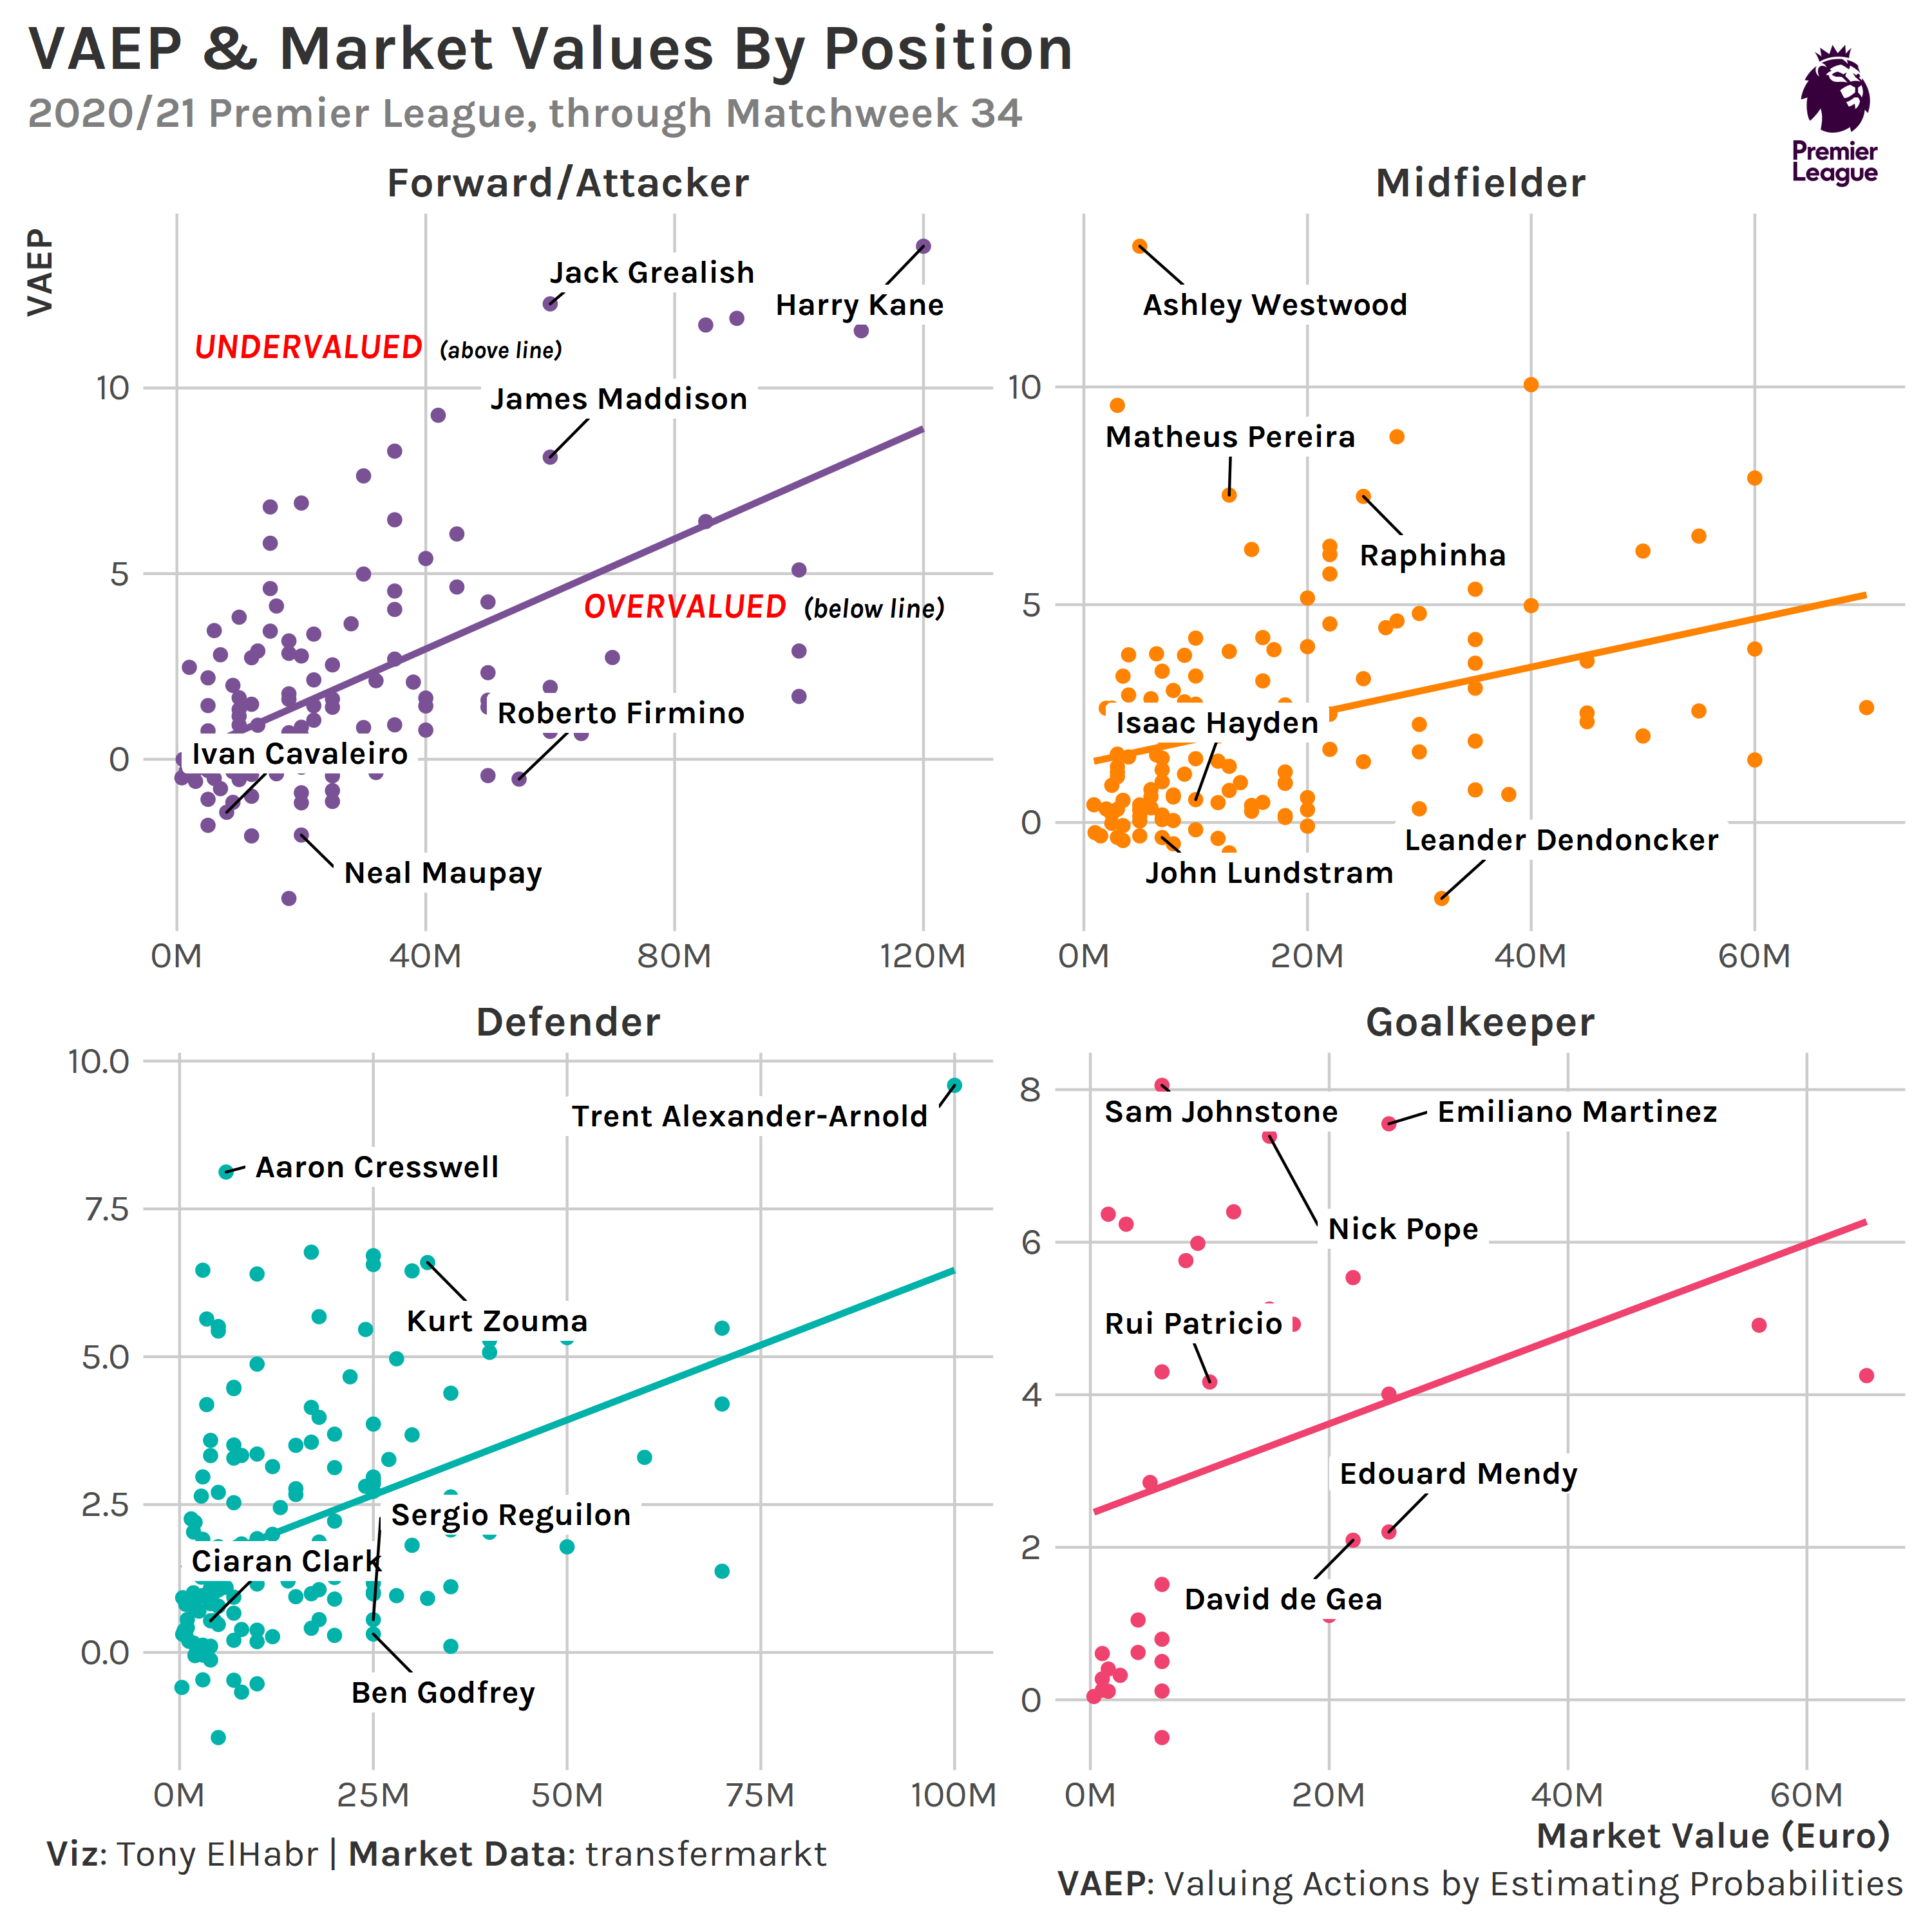 VAEP & Market Values By Position
2020/21 Premier League, through Matchweek 34
Premier
League
Forward/Attacker
VAEP
Jack Grealish
Harry Kane
UNDERVALUED (above line)
10
James Maddison
5
OVERVALUED (below line)
Roberto Firmino
Ivan Cavaleiro
0
Neal Maupay
0M 40M 80M 120M
Midfielder
Ashley Westwood
10
Matheus Pereira
Raphinha
5
Isaac Hayden
0
Leander Dendoncker
John Lundstram
0M 20M 40M 60M
Defender
10.0
Trent Alexander-Arnold
Aaron Cresswell
7.5
Kurt Zouma
5.0
2.5
Sergio Reguilon
Ciaran Clark
0.0
Ben Godfrey
0M 25M 50M 75M 100M
Goalkeeper
8
Sam Johnstone
Emiliano Martinez
6
Nick Pope
Rui Patricio
4
Edouard Mendy
2
David de Gea
0
0M 20M 40M 60M
Market Value (Euro)
Viz: Tony ElHabr | Market Data: transfermarkt
VAEP: Valuing Actions by Estimating Probabilities